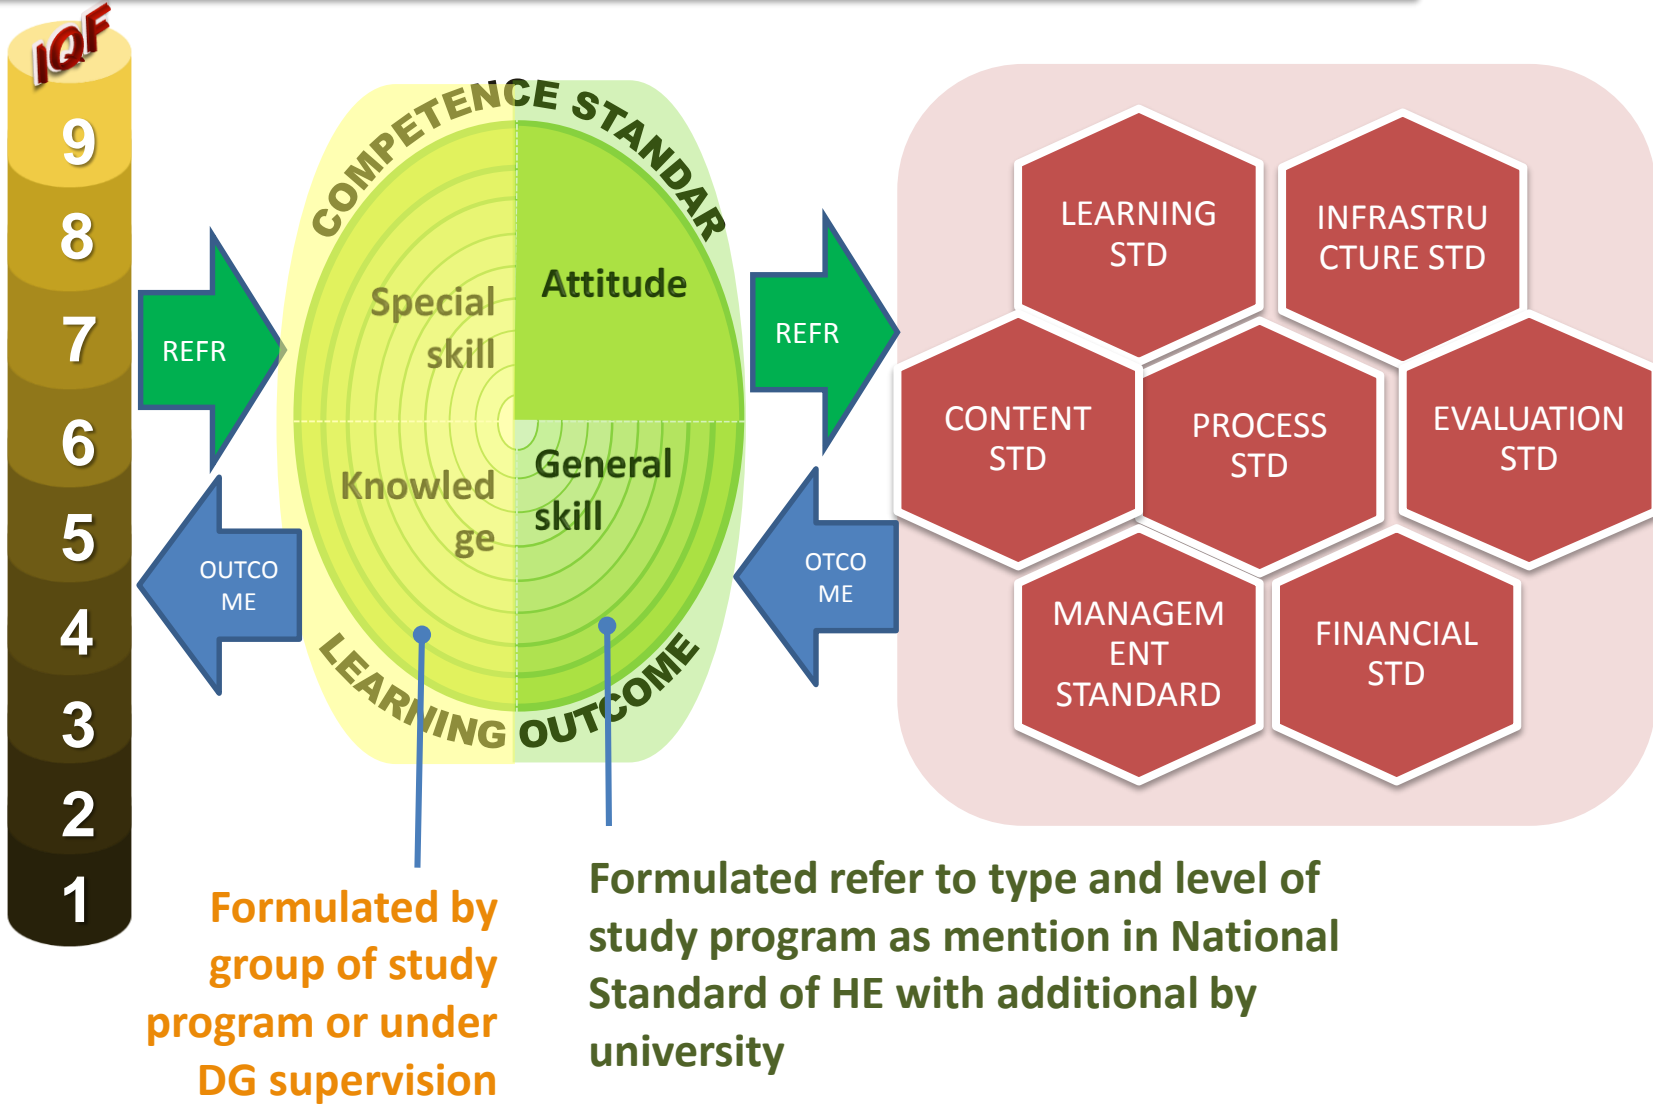 IQF
9
8
7
6
5
4
3
2
1
REFR
OUTCO
ME
COMPETENCE STANDAR
Special
skill
Attitude
Knowled
ge
General
skill
LEARNING OUTCOME
REFR
OTCO
ME
LEARNING
STD
INFRASTRU
CTURE STD
CONTENT
STD
PROCESS
STD
EVALUATION
STD
MANAGEM
ENT
STANDARD
FINANCIAL
STD
Formulated by
group of study
program or under
DG supervision
Formulated refer to type and level of
study program as mention in National
Standard of HE with additional by
university